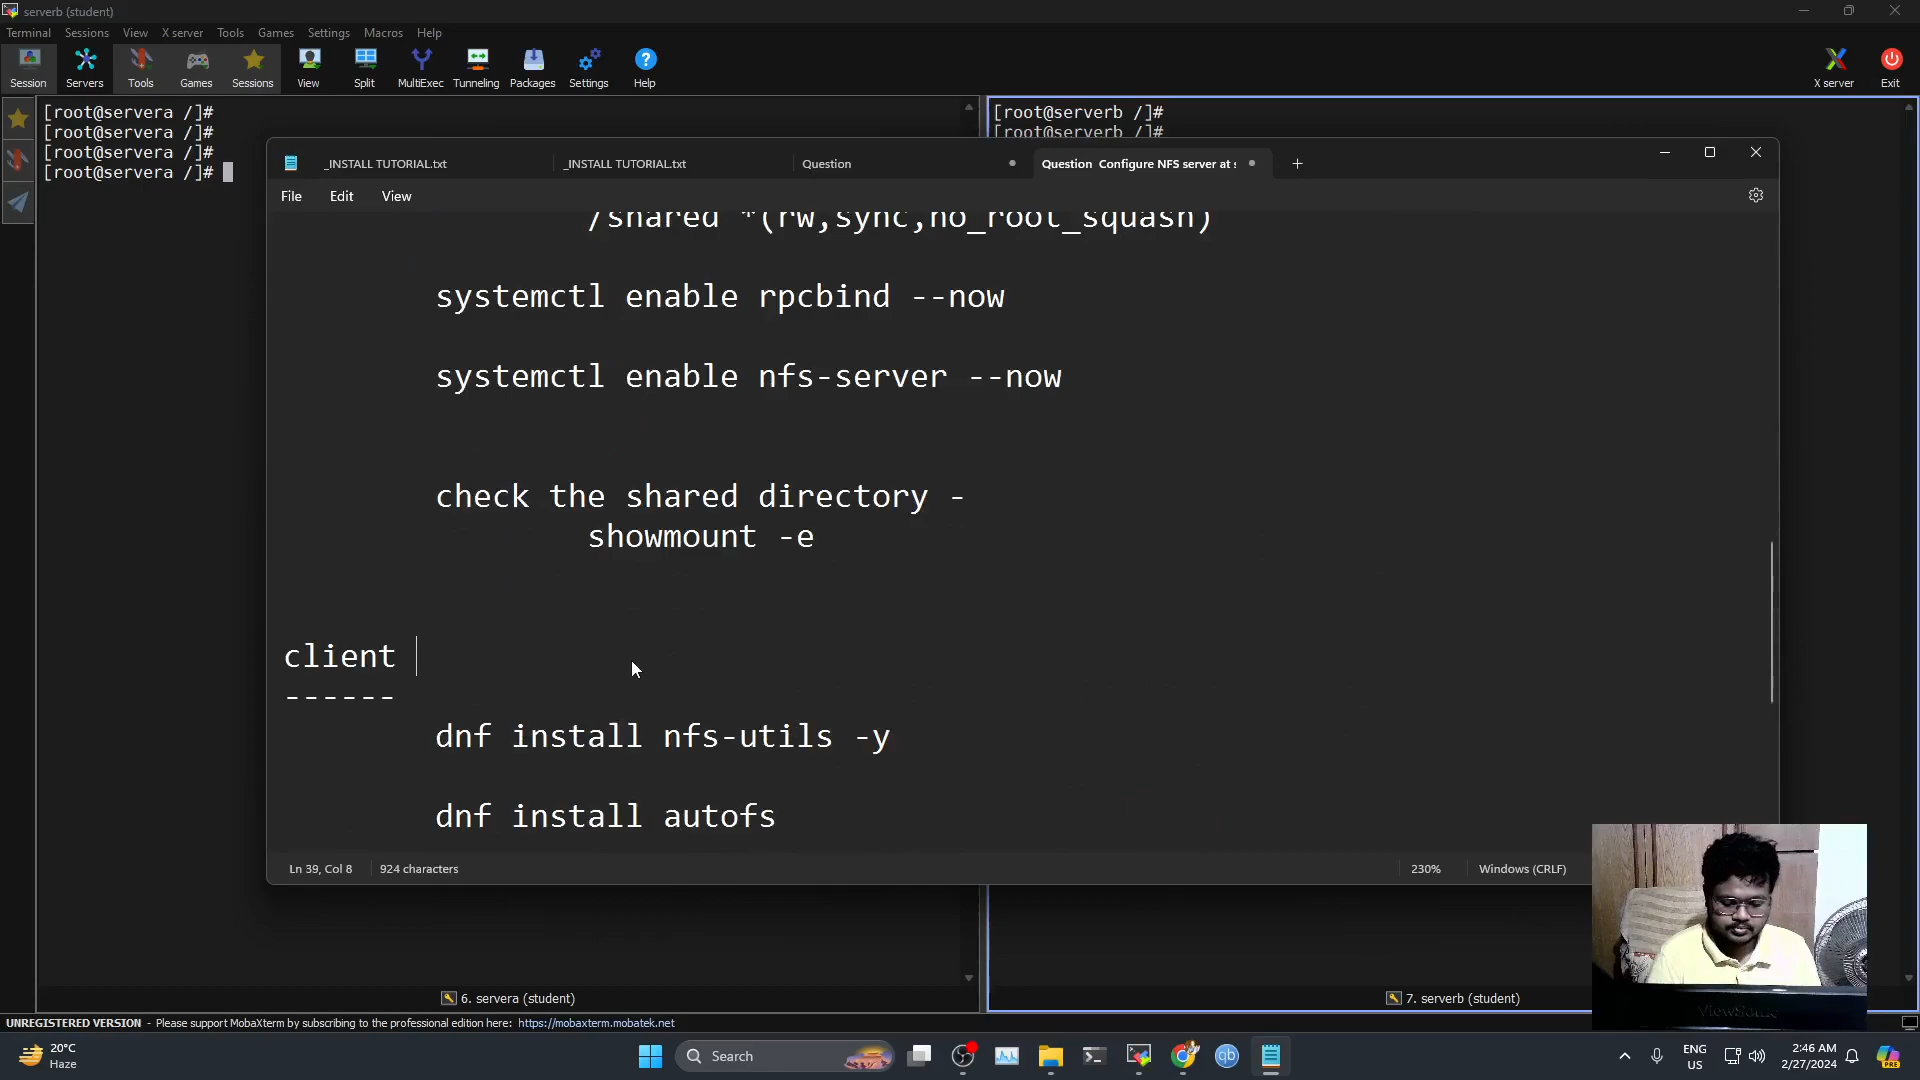 serverb (student)
Terminal Sessions View X server Tools Games Settings Macros Help
Session Servers Tools Games Sessions View Split MultiExec Tunneling Packages Settings Help X server Exit
[root@servera /]#
[root@servera /]#
[root@servera /]#
[root@servera /]#
[root@serverb /]#
[root@serverb /]#
_INSTALL TUTORIAL.txt _INSTALL TUTORIAL.txt Question Question Configure NFS server at s
File Edit View
/shared *(rw,sync,no_root_squash)
systemctl enable rpcbind --now
systemctl enable nfs-server --now
check the shared directory -
showmount -e
client
------
dnf install nfs-utils -y
dnf install autofs
Ln 39, Col 8 924 characters 230% Windows (CRLF)
6. servera (student) 7. serverb (student)
UNREGISTERED VERSION - Please support MobaXterm by subscribing to the professional edition here: https://mobaxterm.mobatek.net
ViewSonic
20°C
Haze
Search
ENG
US
2:46 AM
2/27/2024